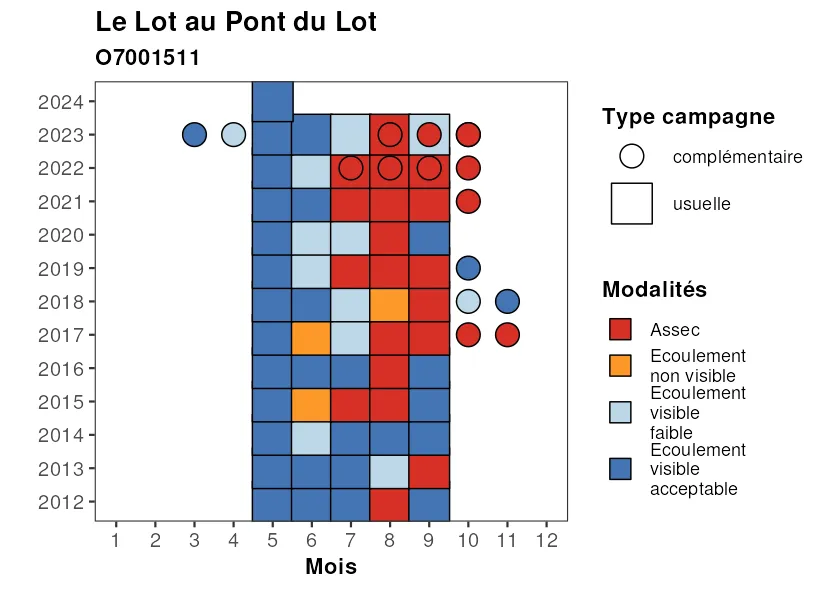 Le Lot au Pont du Lot
O7001511
2024
2023
2022
2021
2020
2019
2018
2017
2016
2015
2014
2013
2012
1 2 3 4 5 6 7 8 9 10 11 12
Mois
Type campagne
complémentaire
usuelle
Modalités
Assec
Ecoulement
non visible
Ecoulement
visible
faible
Ecoulement
visible
acceptable